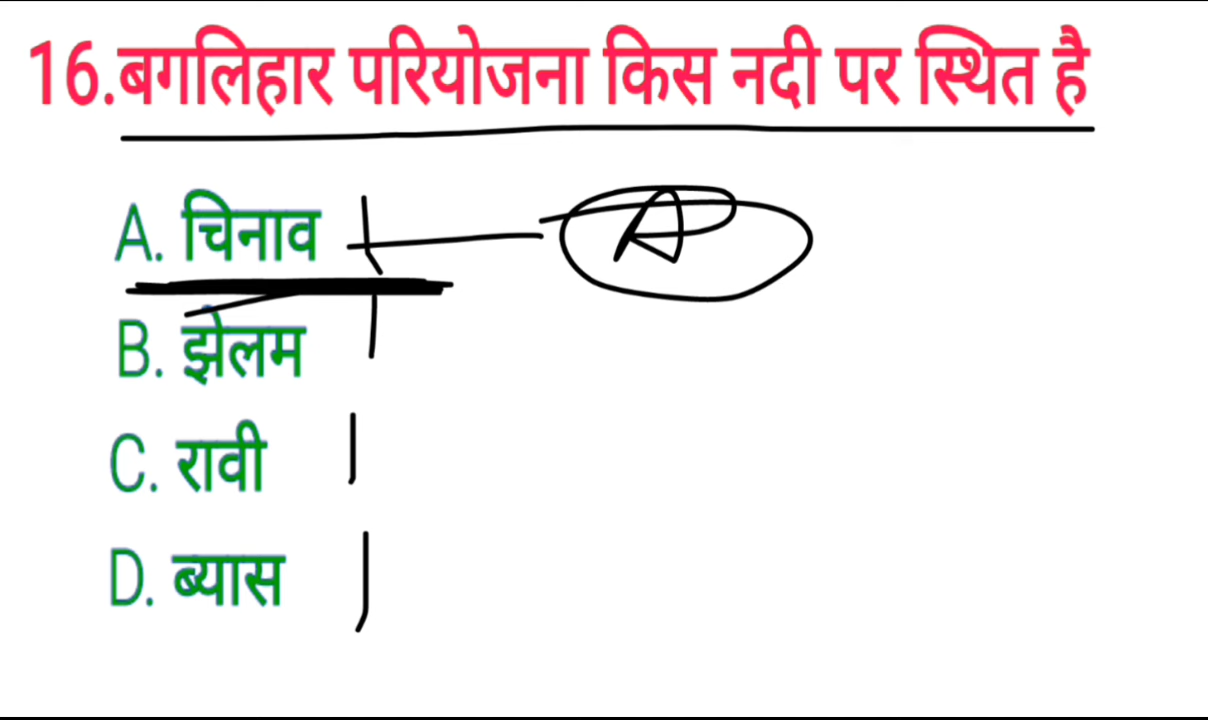 16.बगलिहार परियोजना किस नदी पर स्थित है
A. चिनाव
A
B. झेलम
C. रावी
D. ब्यास